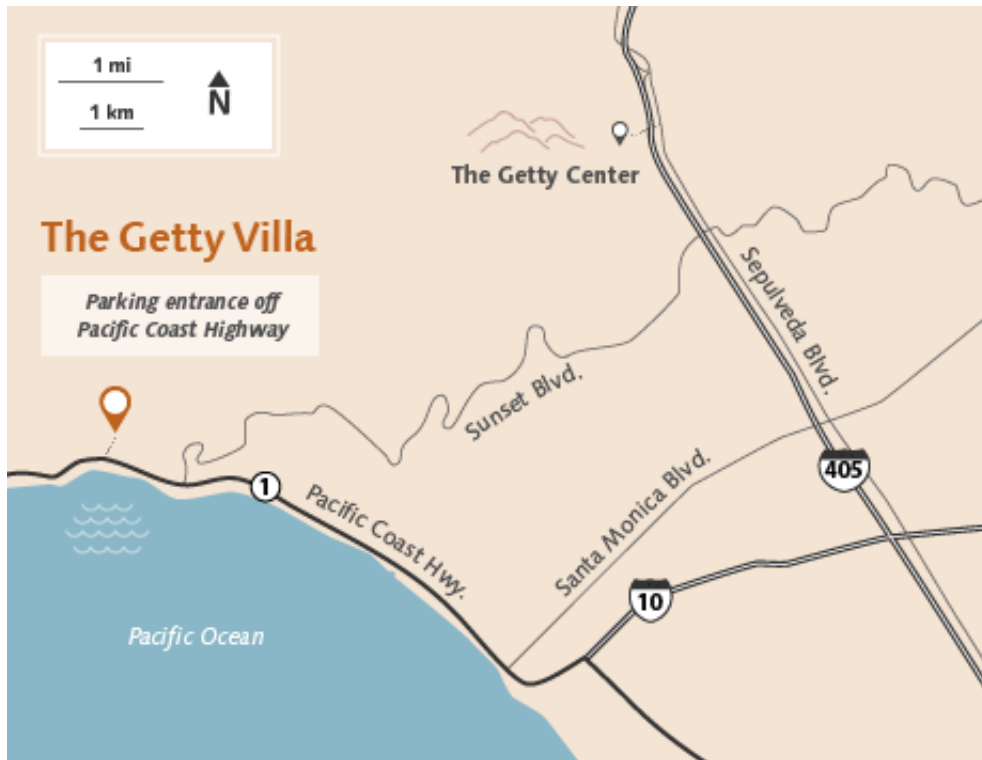 1 mi
1 km
N
The Getty Center
The Getty Villa
Parking entrance off
Pacific Coast Highway
Sepulveda Blvd.
Sunset Blvd.
405
1
Pacific Coast Hwy.
Santa Monica Blvd.
10
Pacific Ocean